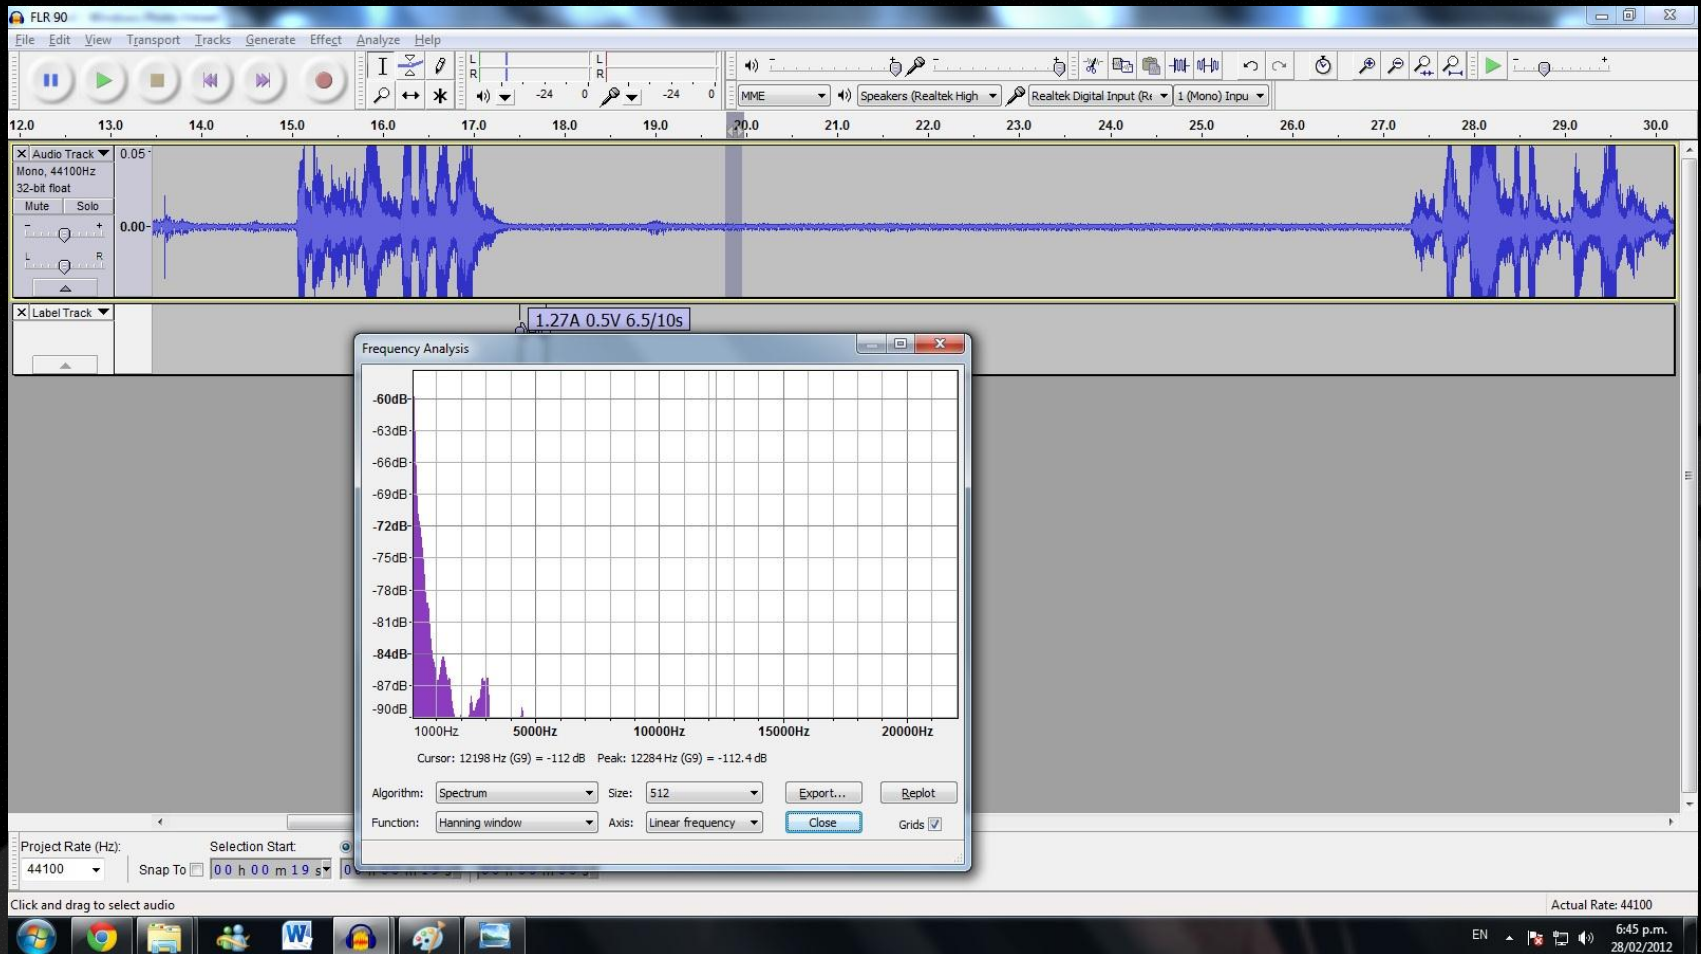 FLR 90
File Edit View Transport Tracks Generate Effect Analyze Help
L L
R R
-24 0 -24 0
MME Speakers (Realtek High Realtek Digital Input (Re 1 (Mono) Inpu
12.0 13.0 14.0 15.0 16.0 17.0 18.0 19.0 20.0 21.0 22.0 23.0 24.0 25.0 26.0 27.0 28.0 29.0 30.0
X Audio Track 0.05
Mono, 44100Hz
32-bit float
Mute Solo
- + 0.00
L R
X Label Track
1.27A 0.5V 6.5/10s
Frequency Analysis
-60dB
-63dB
-66dB
-69dB
-72dB
-75dB
-78dB
-81dB
-84dB
-87dB
-90dB
1000Hz 5000Hz 10000Hz 15000Hz 20000Hz
Cursor: 12198 Hz (G9) = -112 dB Peak: 12284 Hz (G9) = -112.4 dB
Algorithm: Spectrum Size: 512 Export... Replot
Function: Hanning window Axis: Linear frequency Close Grids
Project Rate (Hz): Selection Start:
44100 Snap To 00 h 00 m 19 s
Click and drag to select audio Actual Rate: 44100
EN 6:45 p.m.
28/02/2012